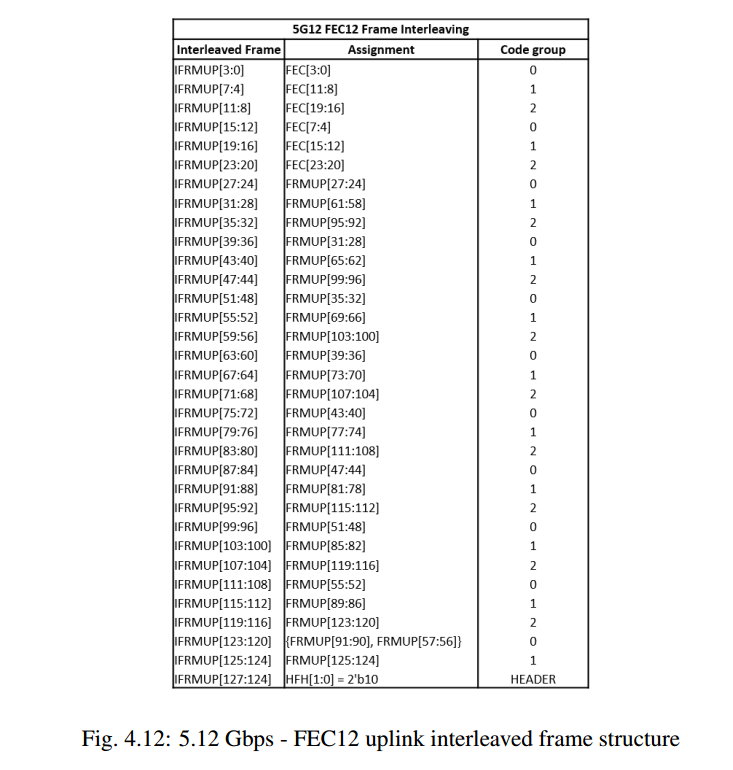 5G12 FEC12 Frame Interleaving
Interleaved Frame Assignment Code group
IFRMUP[3:0] FEC[3:0] 0
IFRMUP[7:4] FEC[11:8] 1
IFRMUP[11:8] FEC[19:16] 2
IFRMUP[15:12] FEC[7:4] 0
IFRMUP[19:16] FEC[15:12] 1
IFRMUP[23:20] FEC[23:20] 2
IFRMUP[27:24] FRMUP[27:24] 0
IFRMUP[31:28] FRMUP[61:58] 1
IFRMUP[35:32] FRMUP[95:92] 2
IFRMUP[39:36] FRMUP[31:28] 0
IFRMUP[43:40] FRMUP[65:62] 1
IFRMUP[47:44] FRMUP[99:96] 2
IFRMUP[51:48] FRMUP[35:32] 0
IFRMUP[55:52] FRMUP[69:66] 1
IFRMUP[59:56] FRMUP[103:100] 2
IFRMUP[63:60] FRMUP[39:36] 0
IFRMUP[67:64] FRMUP[73:70] 1
IFRMUP[71:68] FRMUP[107:104] 2
IFRMUP[75:72] FRMUP[43:40] 0
IFRMUP[79:76] FRMUP[77:74] 1
IFRMUP[83:80] FRMUP[111:108] 2
IFRMUP[87:84] FRMUP[47:44] 0
IFRMUP[91:88] FRMUP[81:78] 1
IFRMUP[95:92] FRMUP[115:112] 2
IFRMUP[99:96] FRMUP[51:48] 0
IFRMUP[103:100] FRMUP[85:82] 1
IFRMUP[107:104] FRMUP[119:116] 2
IFRMUP[111:108] FRMUP[55:52] 0
IFRMUP[115:112] FRMUP[89:86] 1
IFRMUP[119:116] FRMUP[123:120] 2
IFRMUP[123:120] {FRMUP[91:90], FRMUP[57:56]} 0
IFRMUP[125:124] FRMUP[125:124] 1
IFRMUP[127:124] HFH[1:0] = 2'b10 HEADER
Fig. 4.12: 5.12 Gbps - FEC12 uplink interleaved frame structure